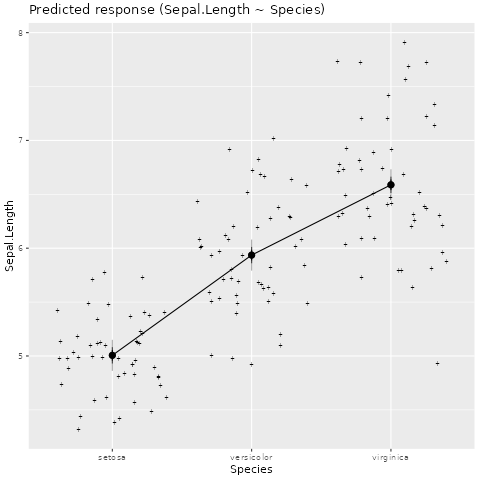 Predicted response (Sepal.Length ~ Species)
8
7
6
5
Sepal.Length
setosa
versicolor
virginica
Species